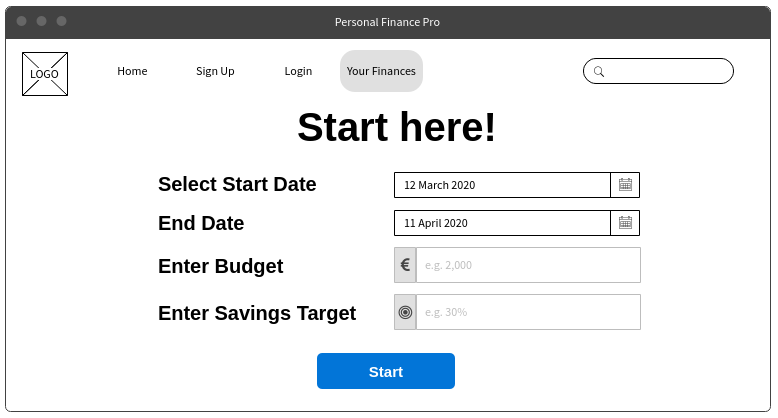 Personal Finance Pro
LOGO Home Sign Up Login Your Finances
Start here!
Select Start Date 12 March 2020
End Date 11 April 2020
Enter Budget € e.g. 2,000
Enter Savings Target e.g. 30%
Start